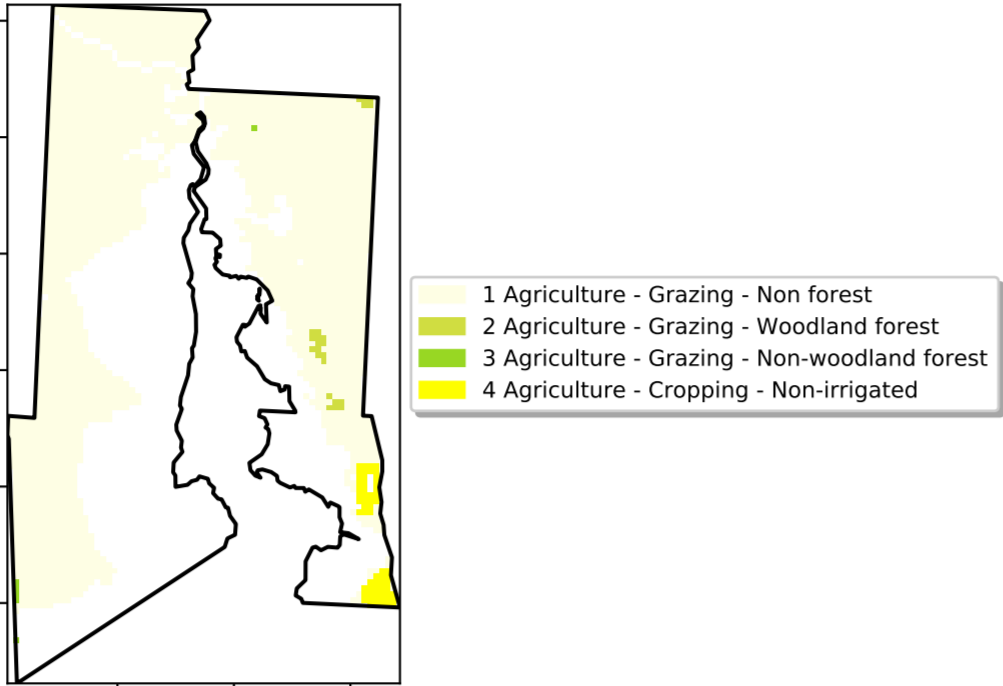 1 Agriculture - Grazing - Non forest
2 Agriculture - Grazing - Woodland forest
3 Agriculture - Grazing - Non-woodland forest
4 Agriculture - Cropping - Non-irrigated